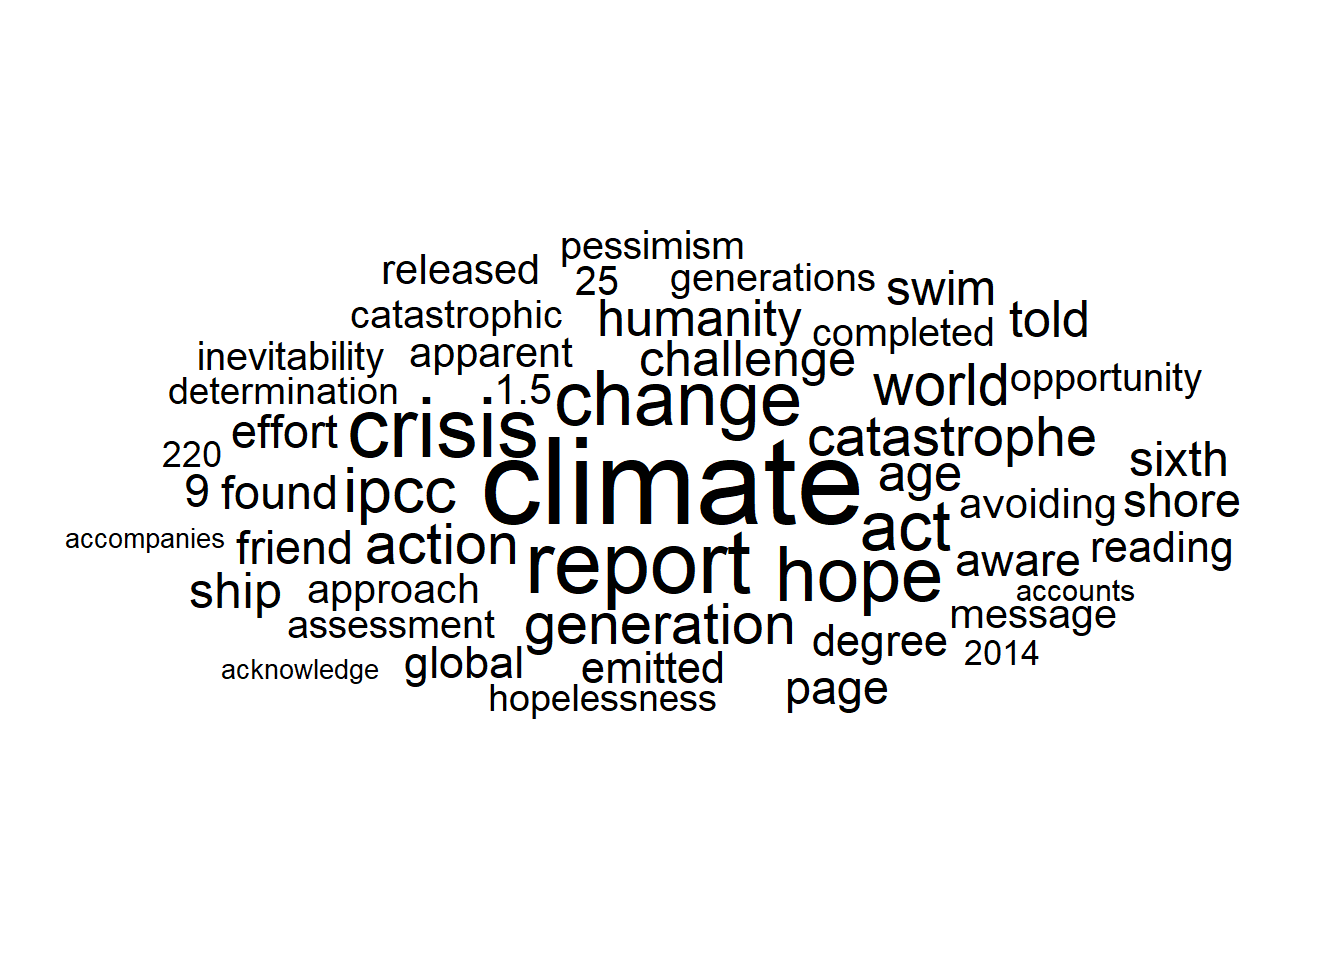 pessimism
released 25 generations swim
catastrophic humanity completed told
inevitability apparent challenge
determination 1.5 change world opportunity
220 effort crisis climate catastrophe sixth
9 found ipcc age avoiding shore
accompanies friend action report act aware reading
ship approach hope accounts
assessment generation degree message
acknowledge global emitted 2014
hopelessness page